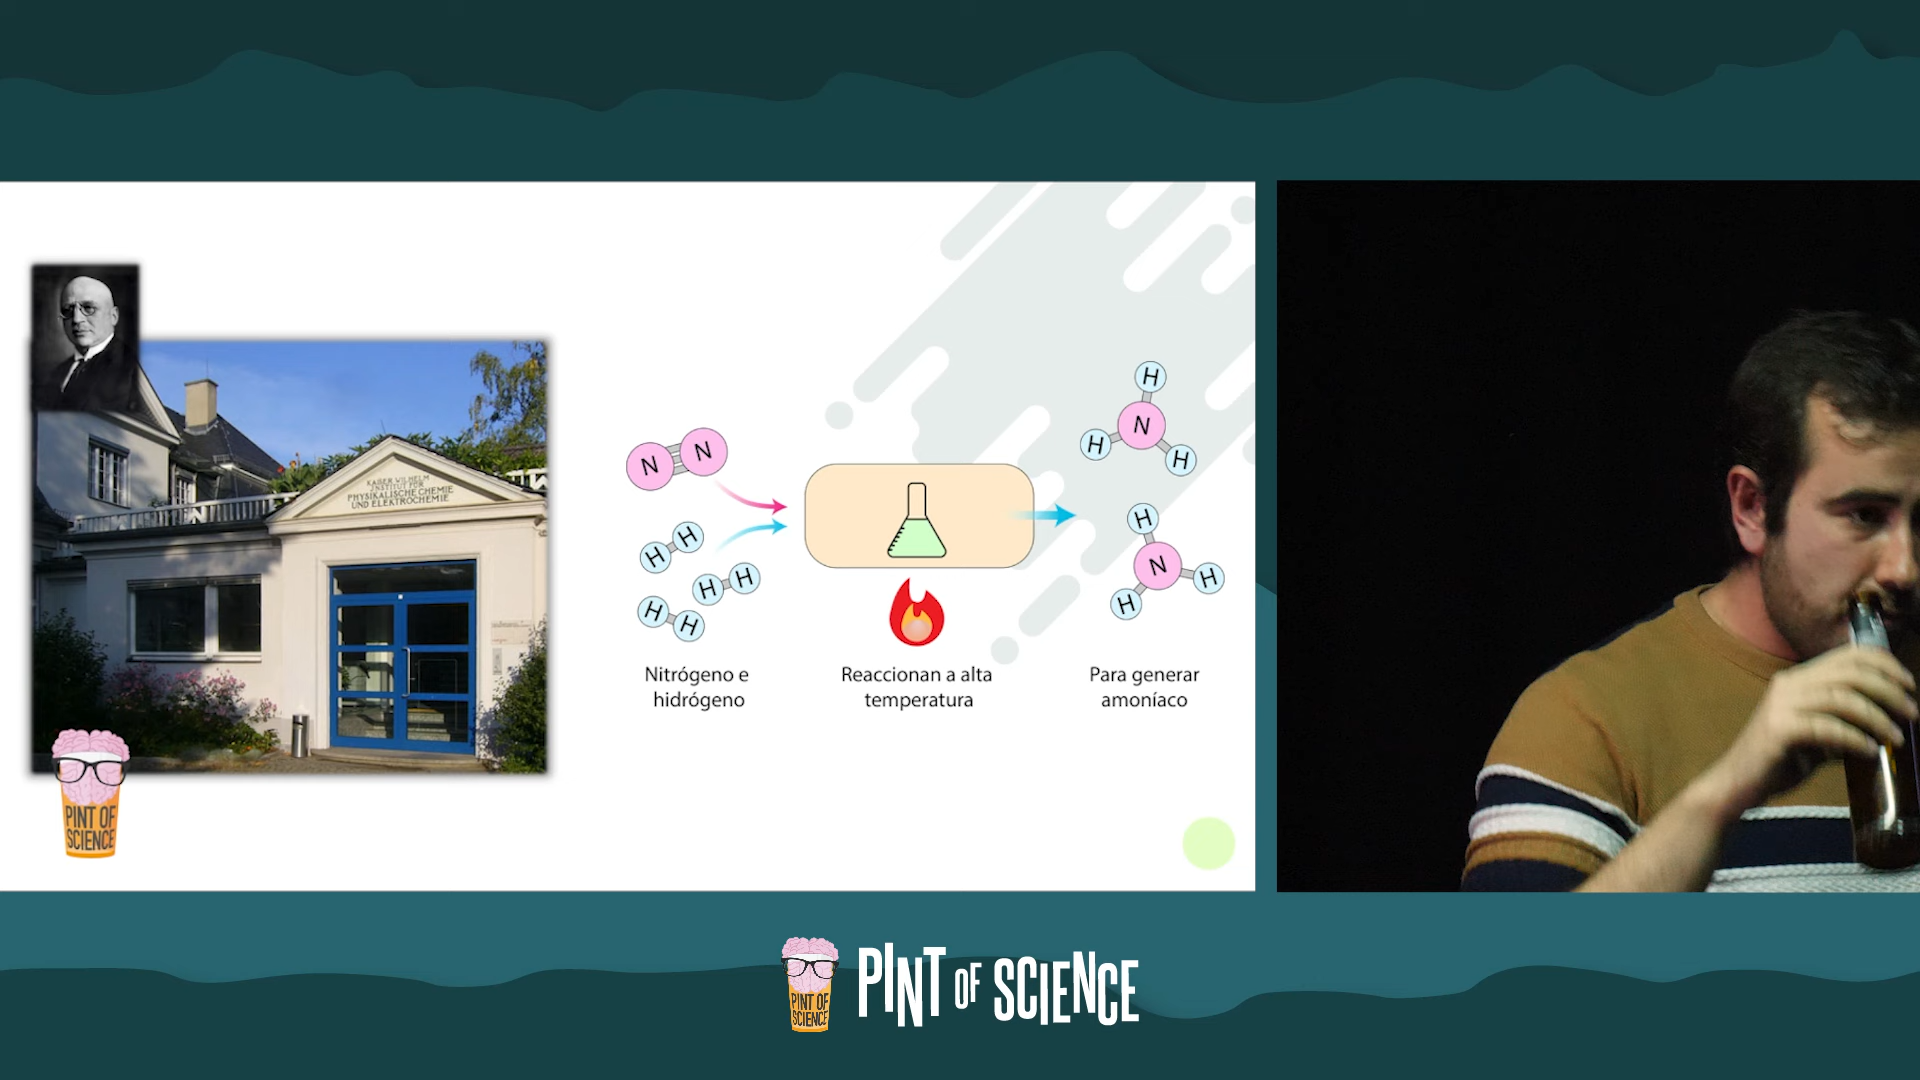 KAISER WILHELM
INSTITUT FÜR
PHYSIKALISCHE CHEMIE
UND ELEKTROCHEMIE
N N
H H
H H
H H
H
N
H H
H
N
H H
Nitrógeno e
hidrógeno
Reaccionan a alta
temperatura
Para generar
amoníaco
PINT OF
SCIENCE
PINT OF
SCIENCE
PINT OF SCIENCE